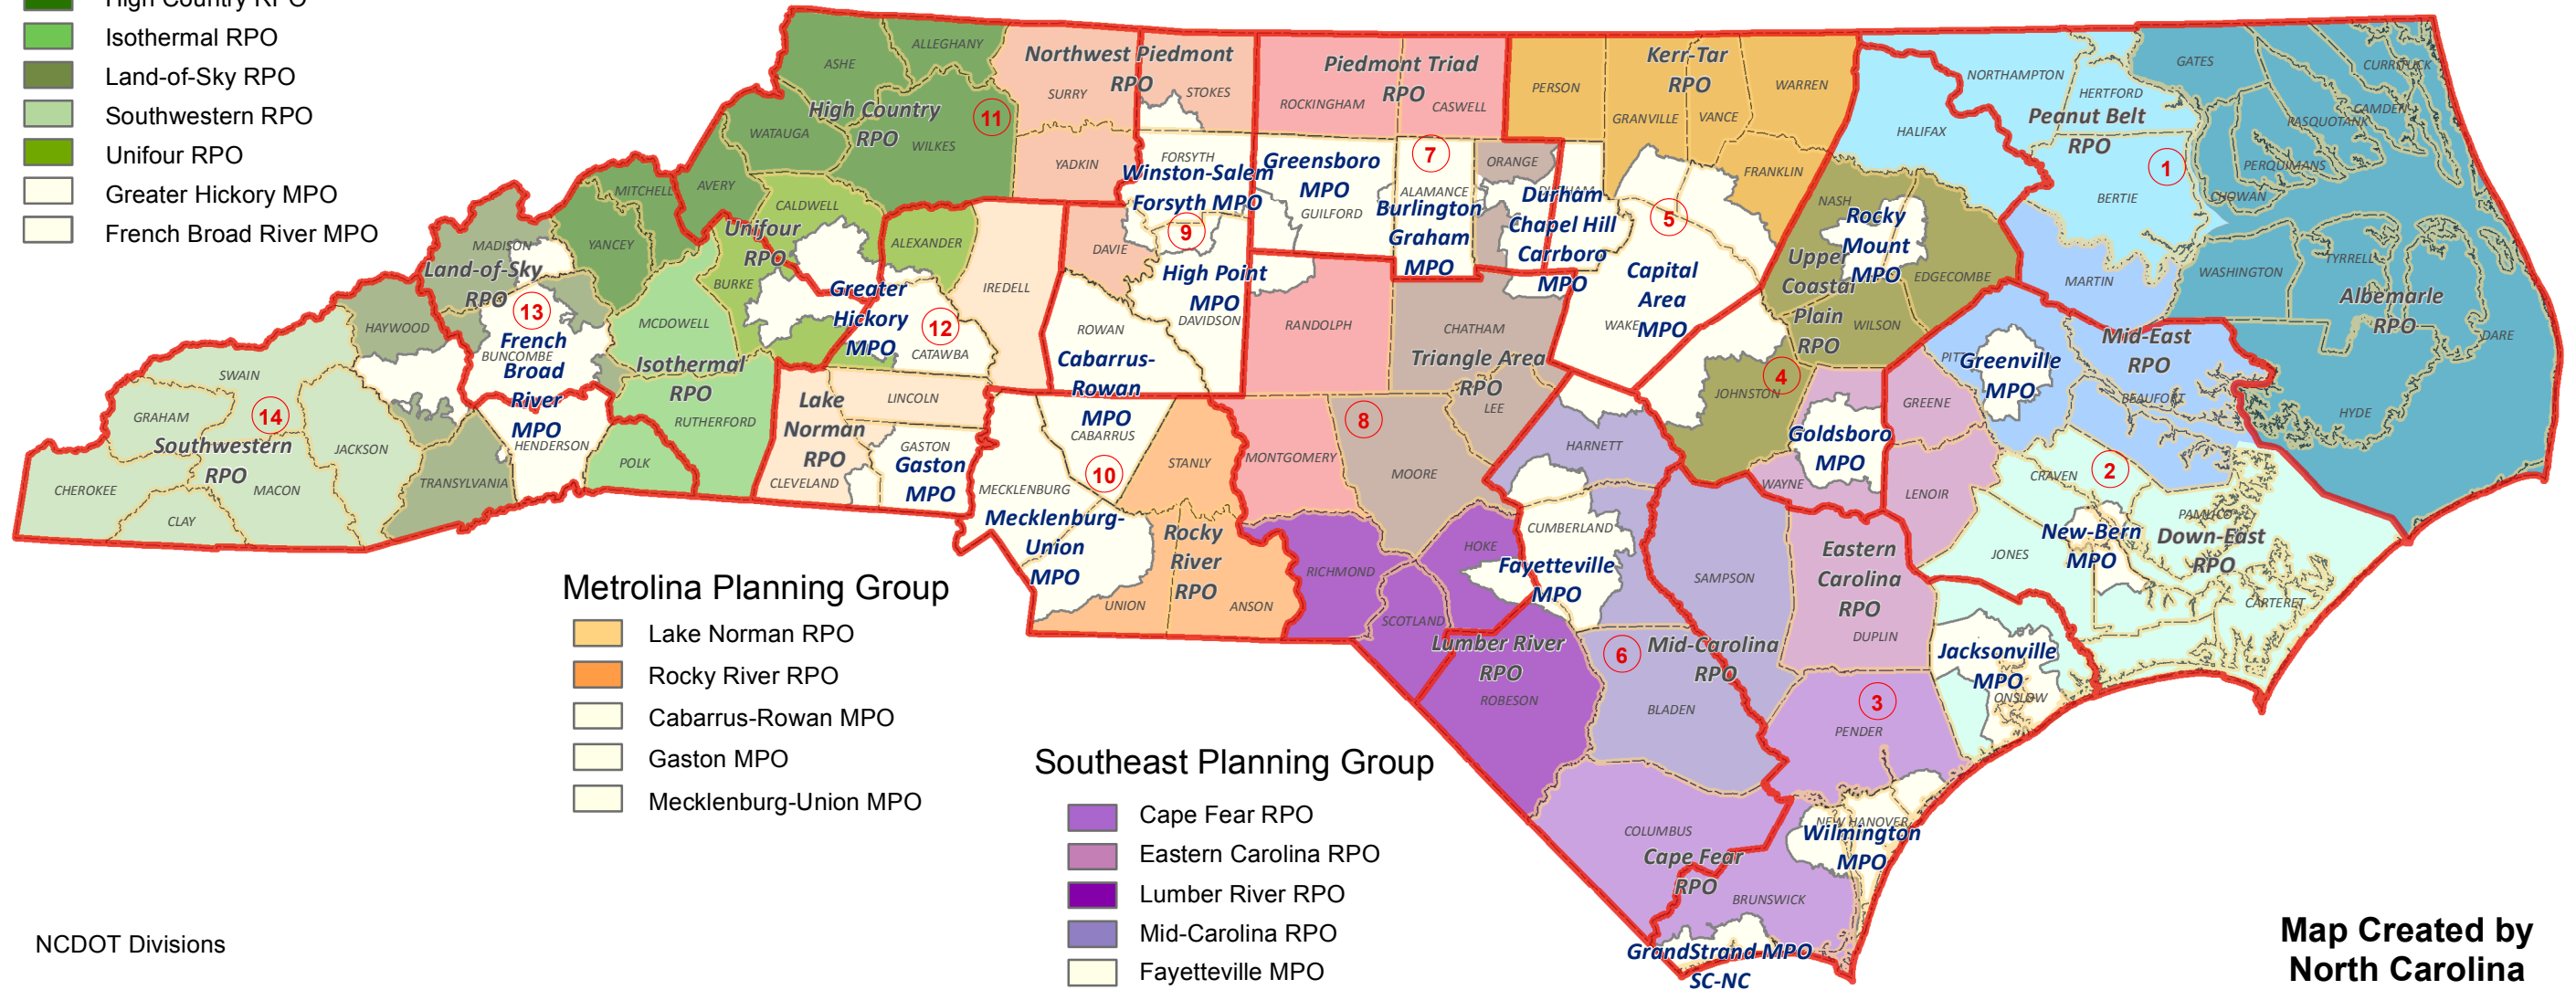 High Country RPO
Isothermal RPO
Land-of-Sky RPO
Southwestern RPO
Unifour RPO
Greater Hickory MPO
French Broad River MPO
ALLEGHANY
ASHE
WATAUGA
High Country
RPO
WILKES
11
AVERY
MITCHELL
YANCEY
MADISON
Land-of-Sky
RPO
13
French
Broad
River
MPO
BUNCOMBE
HENDERSON
HAYWOOD
SWAIN
GRAHAM
14
Southwestern
RPO
JACKSON
CHEROKEE
MACON
CLAY
TRANSYLVANIA
CALDWELL
Unifour
RPO
BURKE
ALEXANDER
Greater
Hickory
MPO
12
CATAWBA
MCDOWELL
Isothermal
RPO
RUTHERFORD
POLK
IREDELL
Lake
Norman
RPO
LINCOLN
GASTON
Gaston
MPO
CLEVELAND
Northwest Piedmont
RPO
SURRY
STOKES
YADKIN
FORSYTH
Winston-Salem
Forsyth MPO
9
DAVIE
High Point
MPO
DAVIDSON
ROWAN
Cabarrus-
Rowan
MPO
CABARRUS
10
MECKLENBURG
Mecklenburg-
Union
MPO
STANLY
Rocky
River
RPO
UNION
ANSON
Piedmont Triad
RPO
ROCKINGHAM
CASWELL
Greensboro
MPO
GUILFORD
7
ALAMANCE
Burlington
Graham
MPO
ORANGE
Durham
Chapel Hill
Carrboro
MPO
RANDOLPH
CHATHAM
Triangle Area
RPO
LEE
8
MONTGOMERY
MOORE
RICHMOND
HOKE
SCOTLAND
Lumber River
RPO
ROBESON
Kerr-Tar
RPO
PERSON
GRANVILLE
VANCE
WARREN
FRANKLIN
5
Capital
Area
MPO
WAKE
NASH
Rocky
Mount
MPO
EDGECOMBE
Upper
Coastal
Plain
RPO
WILSON
4
JOHNSTON
HARNETT
CUMBERLAND
Fayetteville
MPO
SAMPSON
6
Mid-Carolina
RPO
BLADEN
WAYNE
Goldsboro
MPO
GREENE
LENOIR
Eastern
Carolina
RPO
DUPLIN
3
PENDER
NEW HANOVER
Wilmington
MPO
COLUMBUS
Cape Fear
RPO
BRUNSWICK
GrandStrand MPO
SC-NC
HALIFAX
NORTHAMPTON
HERTFORD
Peanut Belt
RPO
1
BERTIE
MARTIN
GATES
CURRITUCK
CAMDEN
PASQUOTANK
PERQUIMANS
CHOWAN
WASHINGTON
TYRRELL
Albemarle
RPO
DARE
HYDE
Mid-East
RPO
PITT
Greenville
MPO
BEAUFORT
2
CRAVEN
PAMLICO
New-Bern
MPO
Down-East
RPO
JONES
CARTERET
Jacksonville
MPO
ONSLOW
Metrolina Planning Group
Lake Norman RPO
Rocky River RPO
Cabarrus-Rowan MPO
Gaston MPO
Mecklenburg-Union MPO
Southeast Planning Group
Cape Fear RPO
Eastern Carolina RPO
Lumber River RPO
Mid-Carolina RPO
Fayetteville MPO
NCDOT Divisions
Map Created by
North Carolina